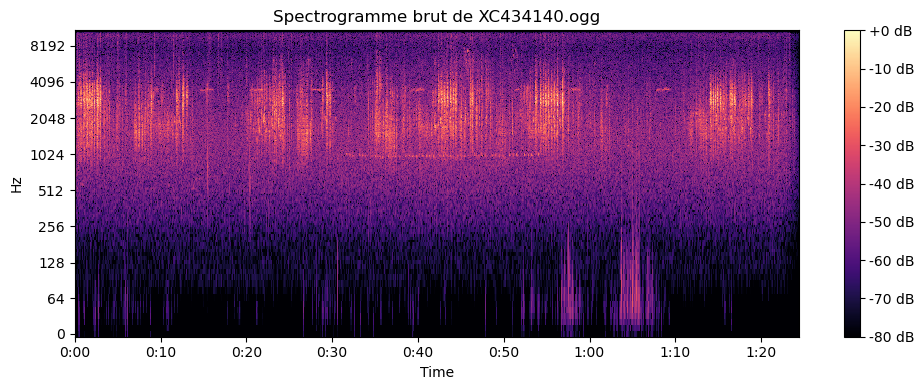 Spectrogramme brut de XC434140.ogg
8192
4096
2048
1024
512
256
128
64
0
Hz
0:00 0:10 0:20 0:30 0:40 0:50 1:00 1:10 1:20
Time
+0 dB
-10 dB
-20 dB
-30 dB
-40 dB
-50 dB
-60 dB
-70 dB
-80 dB